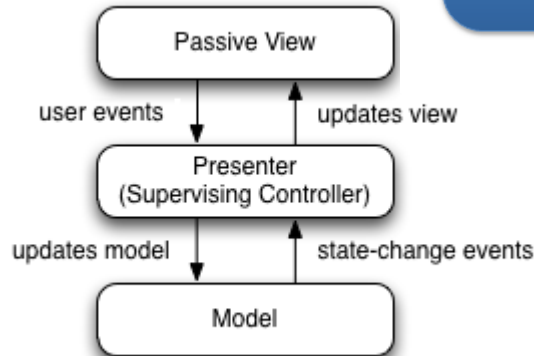 Passive View
user events
updates view
Presenter
(Supervising Controller)
updates model
state-change events
Model